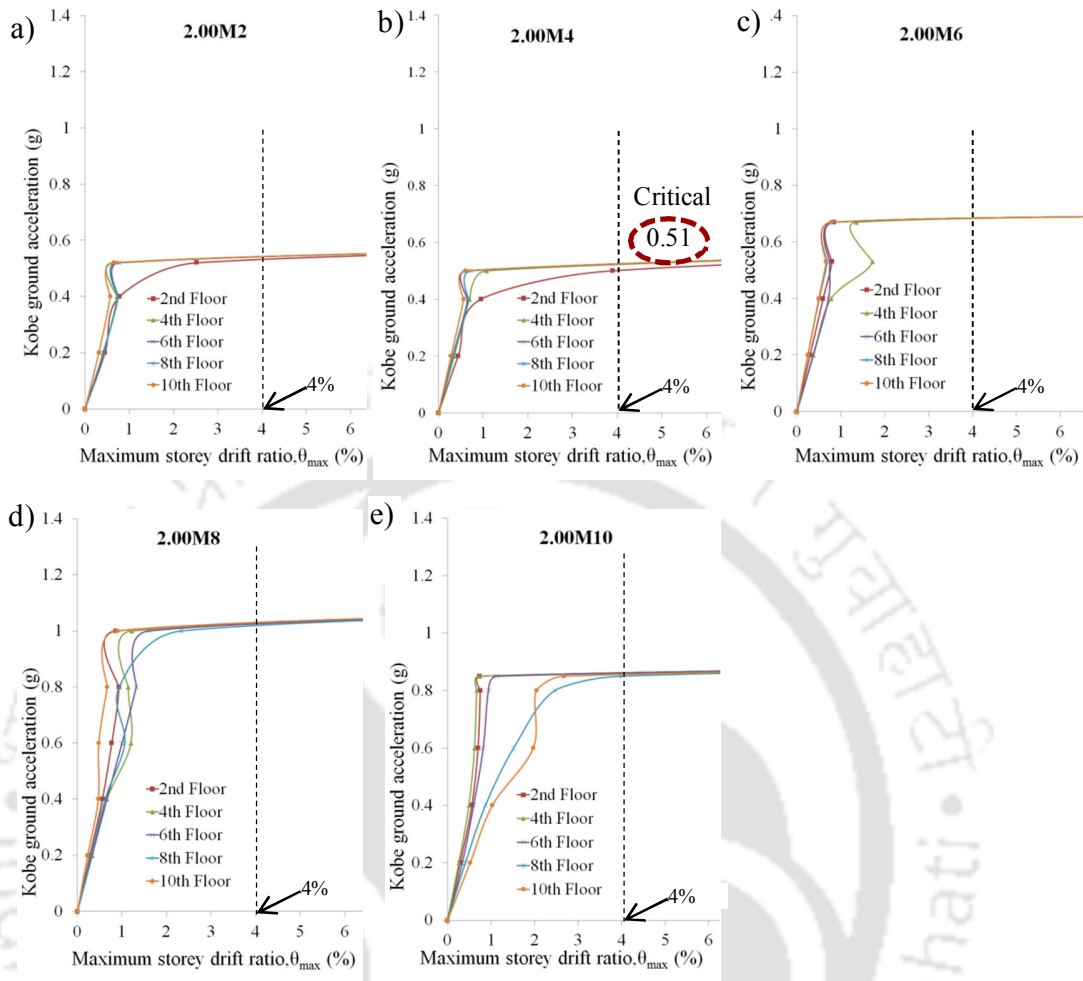 a)
2.00M2
1.4
1.2
1
0.8
0.6
0.4
0.2
0
Kobe ground acceleration (g)
2nd Floor
4th Floor
6th Floor
8th Floor
10th Floor
4%
0 1 2 3 4 5 6
Maximum storey drift ratio,θmax (%)
b)
2.00M4
1.4
1.2
1
0.8
0.6
0.4
0.2
0
Kobe ground acceleration (g)
Critical
0.51
2nd Floor
4th Floor
6th Floor
8th Floor
10th Floor
4%
0 1 2 3 4 5 6
Maximum storey drift ratio,θmax (%)
c)
2.00M6
.4
1.2
1
0.8
0.6
0.4
0.2
0
Kobe ground acceleration (g)
2nd Floor
4th Floor
6th Floor
8th Floor
10th Floor
4%
0 1 2 3 4 5 6
Maximum storey drift ratio,θmax (%)
d)
2.00M8
1.4
1.2
1
0.8
0.6
0.4
0.2
0
Kobe ground acceleration (g)
2nd Floor
4th Floor
6th Floor
8th Floor
10th Floor
4%
0 1 2 3 4 5 6
Maximum storey drift ratio,θmax (%)
e)
2.00M10
1.4
1.2
1
0.8
0.6
0.4
0.2
0
Kobe ground acceleration (g)
2nd Floor
4th Floor
6th Floor
8th Floor
10th Floor
4%
0 1 2 3 4 5 6
Maximum storey drift ratio,θmax (%)
गुवाहाटी
hati